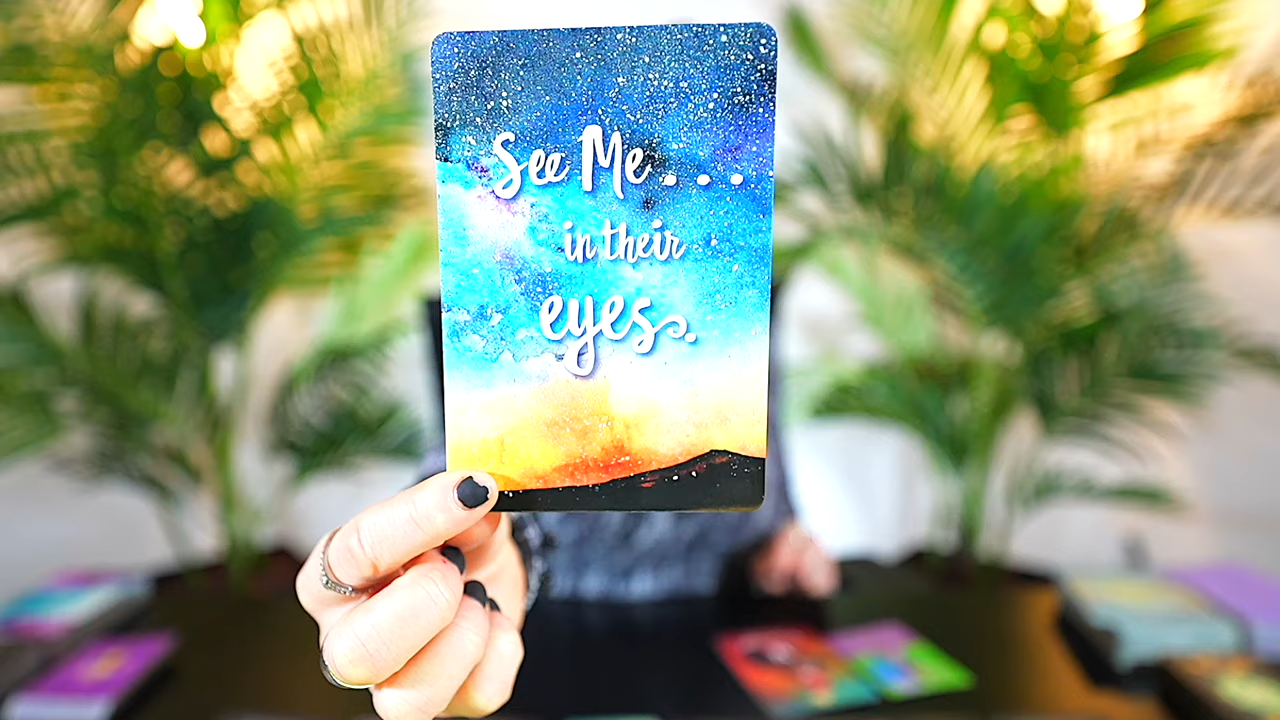 See Me . . .
in their
eyes.